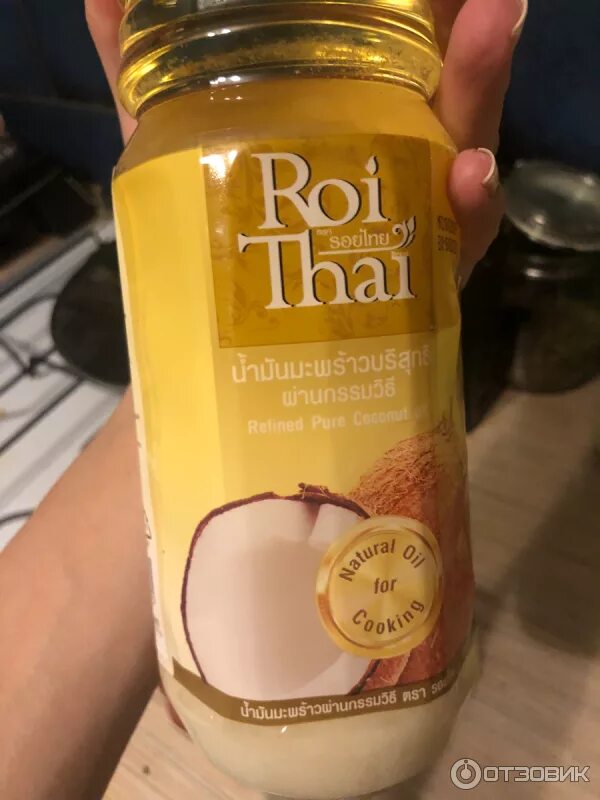 Roi
ตรา รอยไทย
Thai
น้ำมันมะพร้าวบริสุทธิ์
ผ่านกรรมวิธี
Refined Pure Coconut
Natural Oil
for
Cooking
น้ำมันมะพร้าวผ่านกรรมวิธี ตรา
ОТЗОВИК